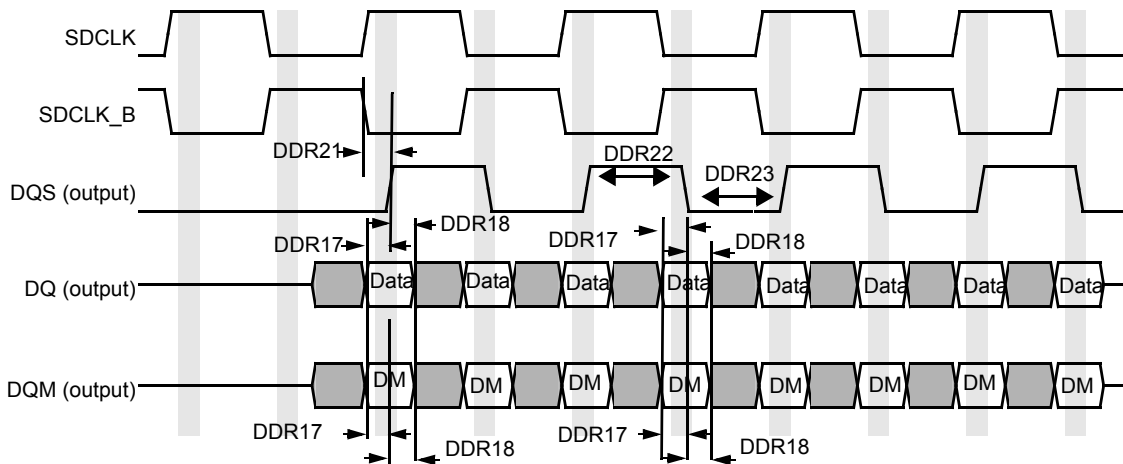 SDCLK
SDCLK_B
DDR21
DDR22
DDR23
DQS (output)
DDR18
DDR17
DDR17
DDR18
DQ (output)
Data Data Data Data Data Data Data Data
DQM (output)
DM DM DM DM DM DM DM DM
DDR17
DDR18
DDR17
DDR18